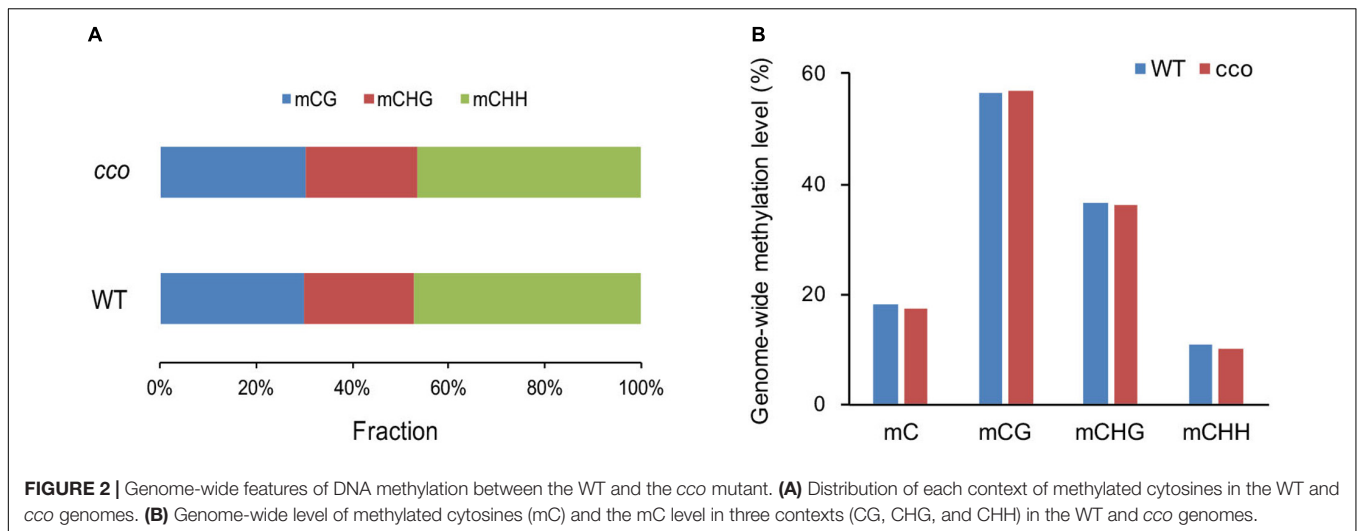 A
mCG mCHG mCHH
cco
WT
0% 20% 40% 60% 80% 100%
Fraction
B
WT cco
Genome-wide methylation level (%)
60
40
20
0
mC mCG mCHG mCHH
FIGURE 2 | Genome-wide features of DNA methylation between the WT and the cco mutant. (A) Distribution of each context of methylated cytosines in the WT and
cco genomes. (B) Genome-wide level of methylated cytosines (mC) and the mC level in three contexts (CG, CHG, and CHH) in the WT and cco genomes.